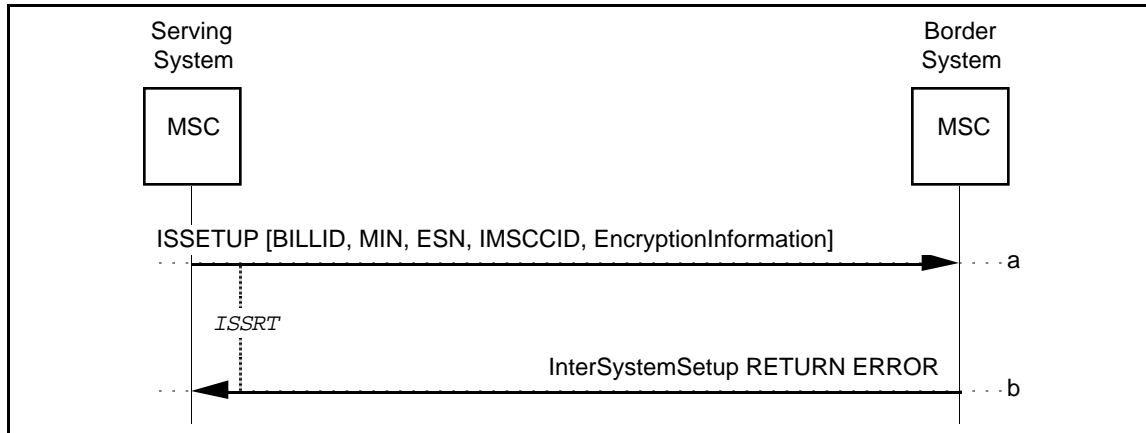 Serving
System
Border
System
MSC
MSC
ISSETUP [BILLID, MIN, ESN, IMSCCID, EncryptionInformation]
a
ISSRT
InterSystemSetup RETURN ERROR
b